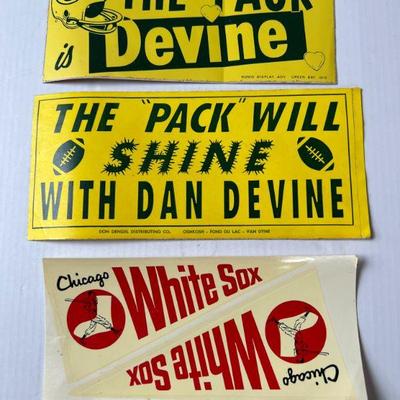 THE PACK
is Devine
THE "PACK" WILL
SHINE
WITH DAN DEVINE
DON DENGEL DISTRIBUTING CO. OSHKOSH - FOND DU LAC - VAN DYNE
Chicago White Sox
Chicago White Sox